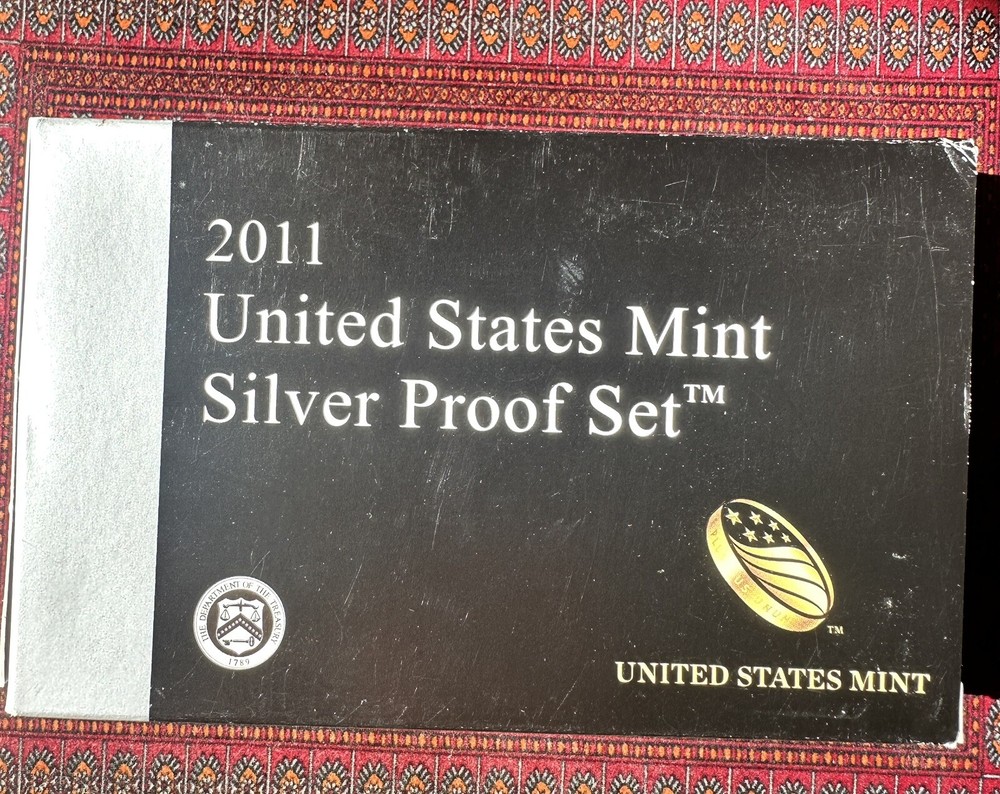 2011
United States Mint
Silver Proof Set™
THE DEPARTMENT OF THE TREASURY
1789
TM
UNITED STATES MINT